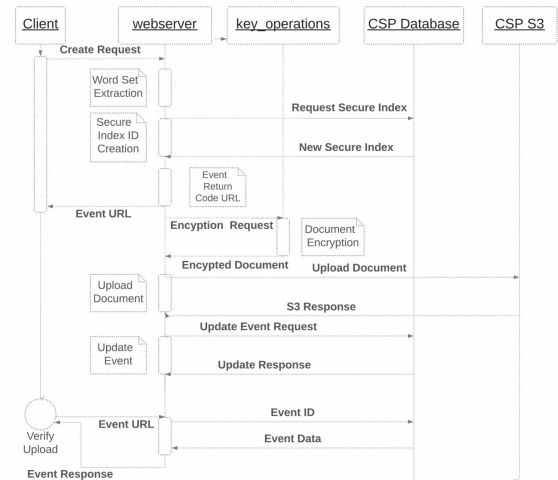 Client
webserver
key_operations
CSP Database
CSP S3
Create Request
Word Set
Extraction
Request Secure Index
Secure
Index ID
Creation
New Secure Index
Event
Return
Code URL
Event URL
Encyption Request
Document
Encryption
Encypted Document
Upload Document
Upload
Document
S3 Response
Update Event Request
Update
Event
Update Response
Event ID
Event URL
Verify
Upload
Event Data
Event Response